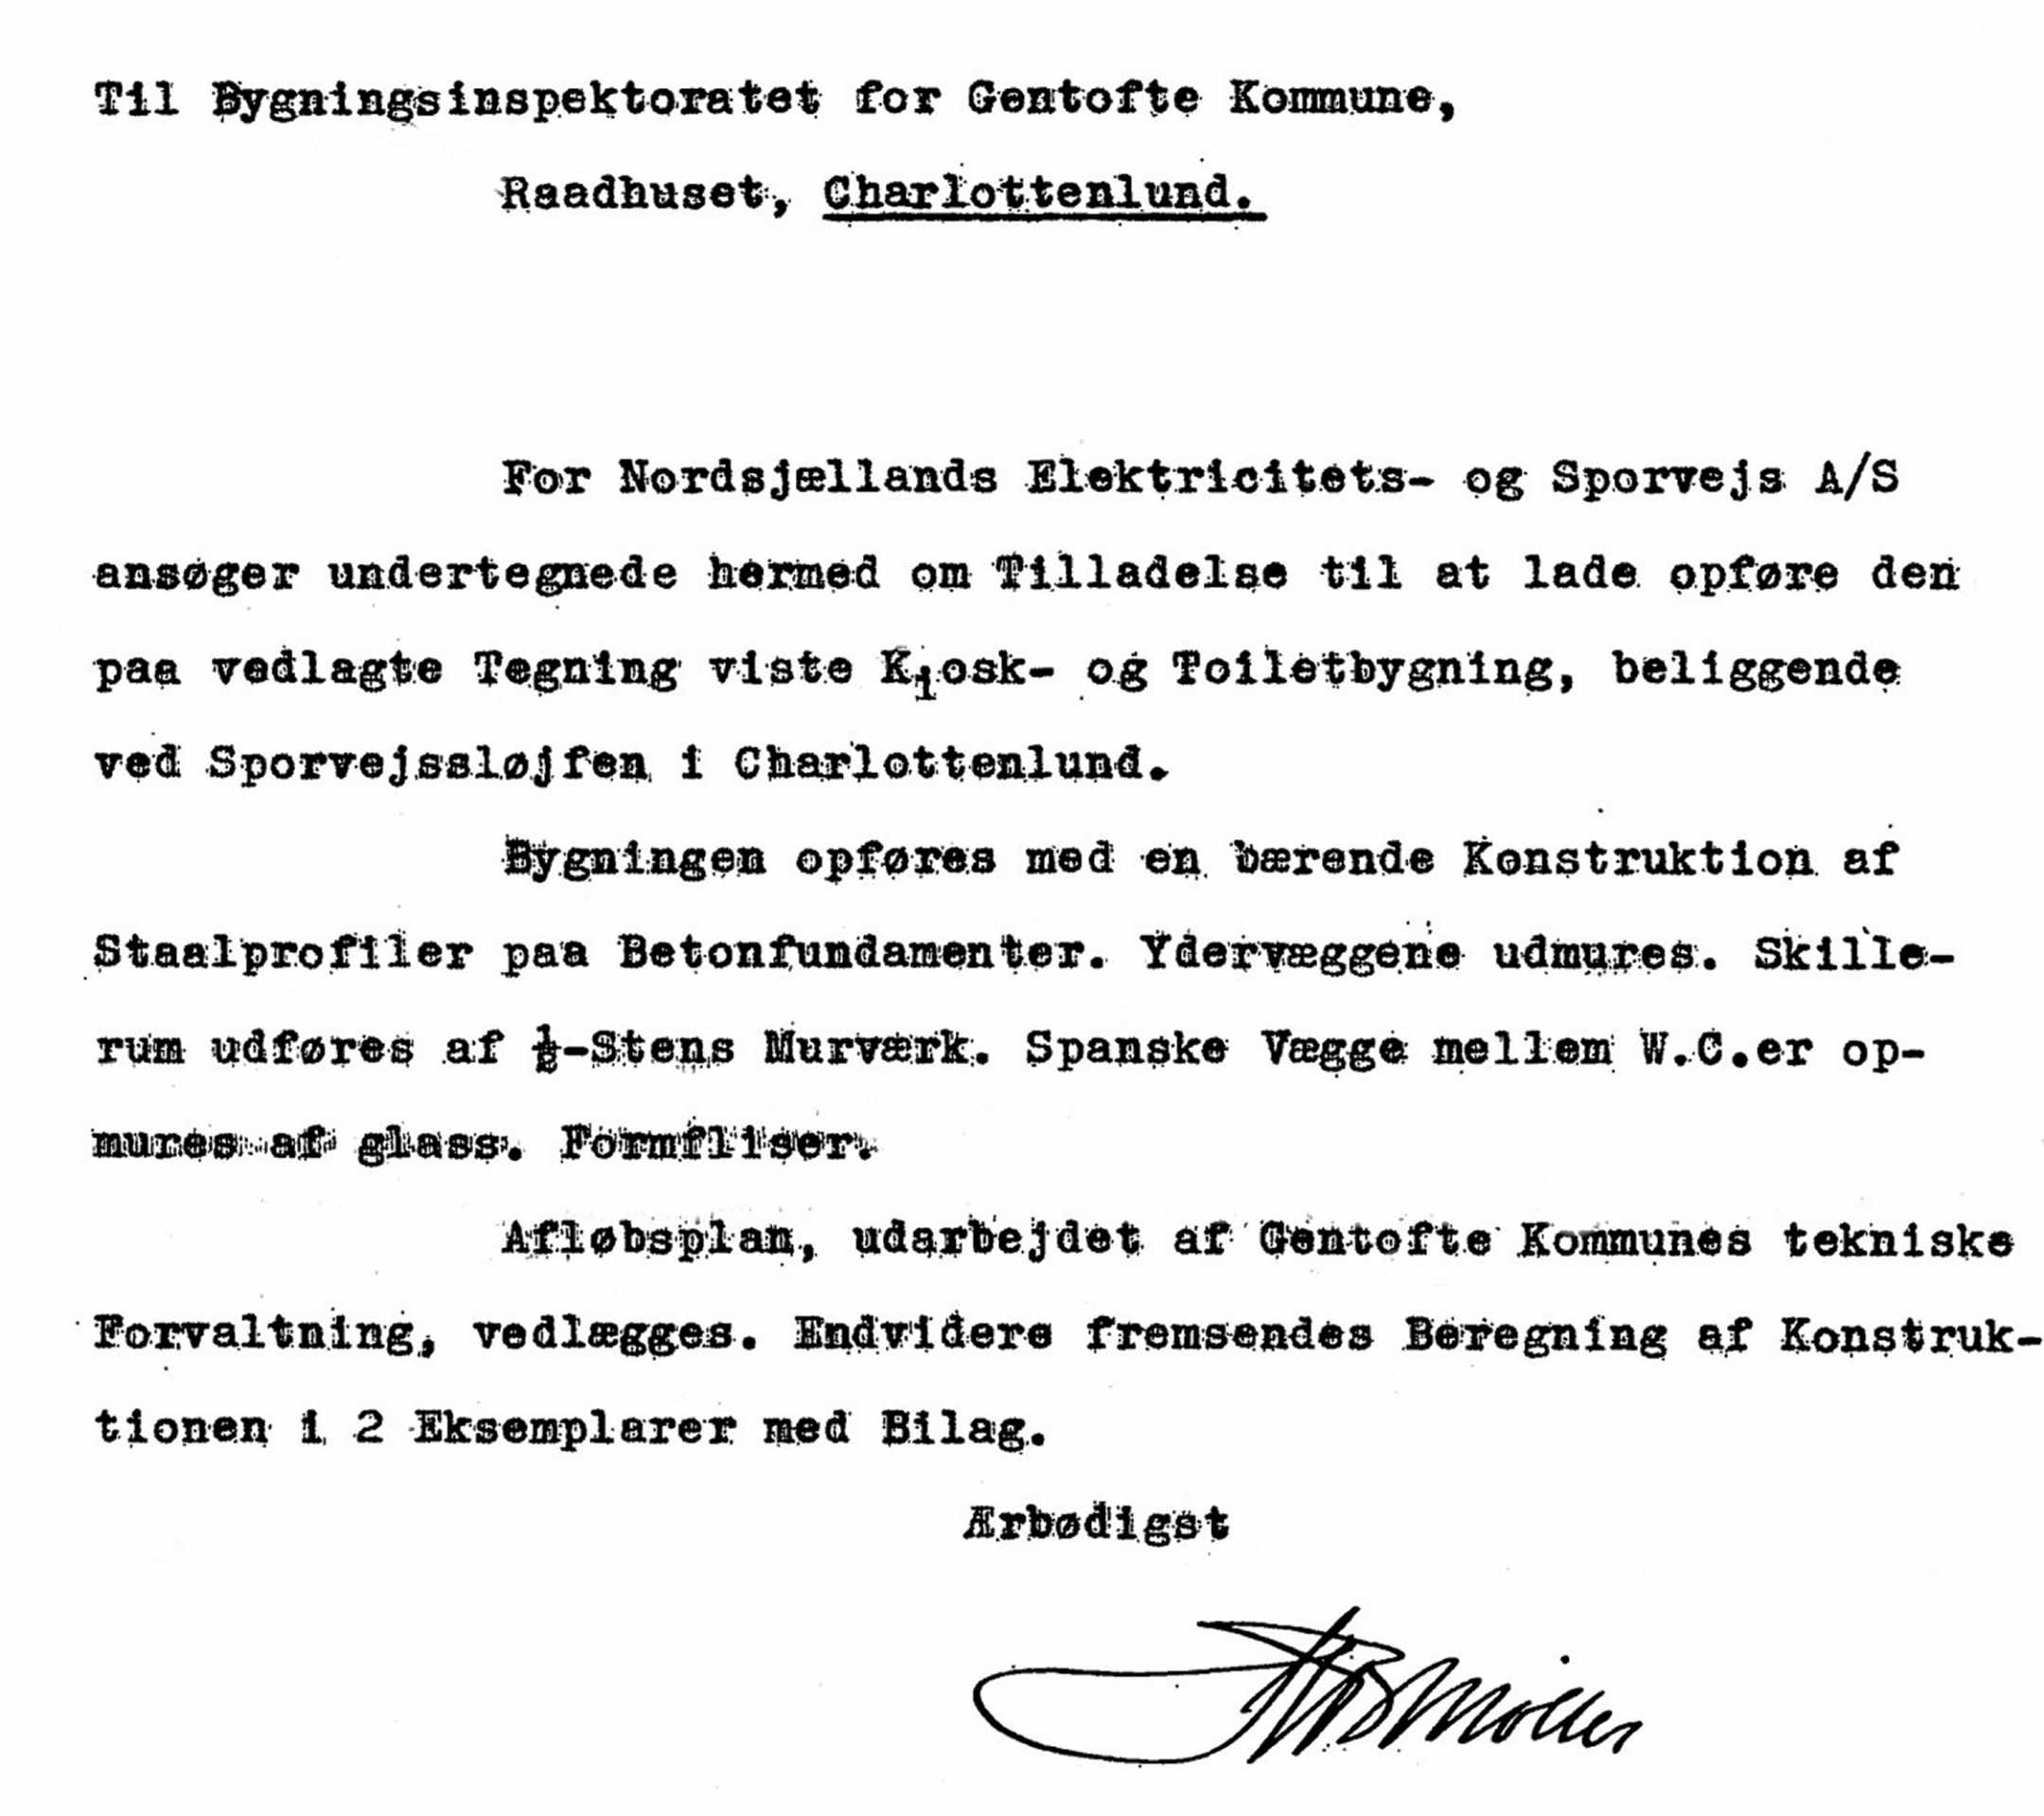 Til Bygningsinspektoratet for Gentofte Kommune,
Raadhuset, Charlottenlund.
For Nordsjællands Elektricitets- og Sporvejs A/S
ansøger undertegnede hermed om Tilladelse til at lade opføre den
paa vedlagte Tegning viste Kiosk- og Toiletbygning, beliggende
ved Sporvejssløjfen i Charlottenlund.
Bygningen opføres med en bærende Konstruktion af
Staalprofiler paa Betonfundamenter. Ydervæggene udmures. Skille-
rum udføres af ½-Stens Murværk. Spanske Vægge mellem W.C.er op-
mures af glass. Formfliser.
Afløbsplan, udarbejdet af Gentofte Kommunes tekniske
Forvaltning, vedlægges. Endvidere fremsendes Beregning af Konstruk-
tionen i 2 Eksemplarer med Bilag.
Ærbødigst
Møller